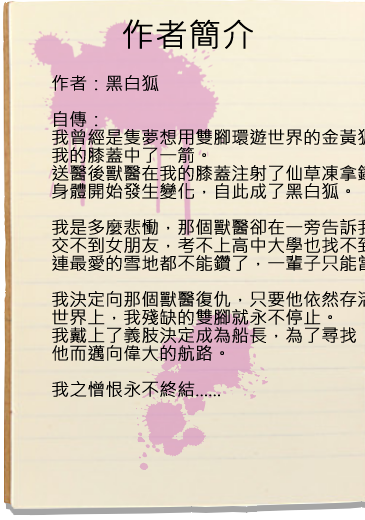 作者簡介
作者：黑白狐
自傳：
我曾經是隻夢想用雙腳環遊世界的金黃狐
我的膝蓋中了一箭。
送醫後獸醫在我的膝蓋注射了仙草凍拿鐵
身體開始發生變化，自此成了黑白狐。
我是多麼悲慟，那個獸醫卻在一旁告訴我
交不到女朋友，考不上高中大學也找不到
連最愛的雪地都不能鑽了，一輩子只能當
我決定向那個獸醫復仇，只要他依然存活
世界上，我殘缺的雙腳就永不停止。
我戴上了義肢決定成為船長，為了尋找
他而邁向偉大的航路。
我之憎恨永不終結......